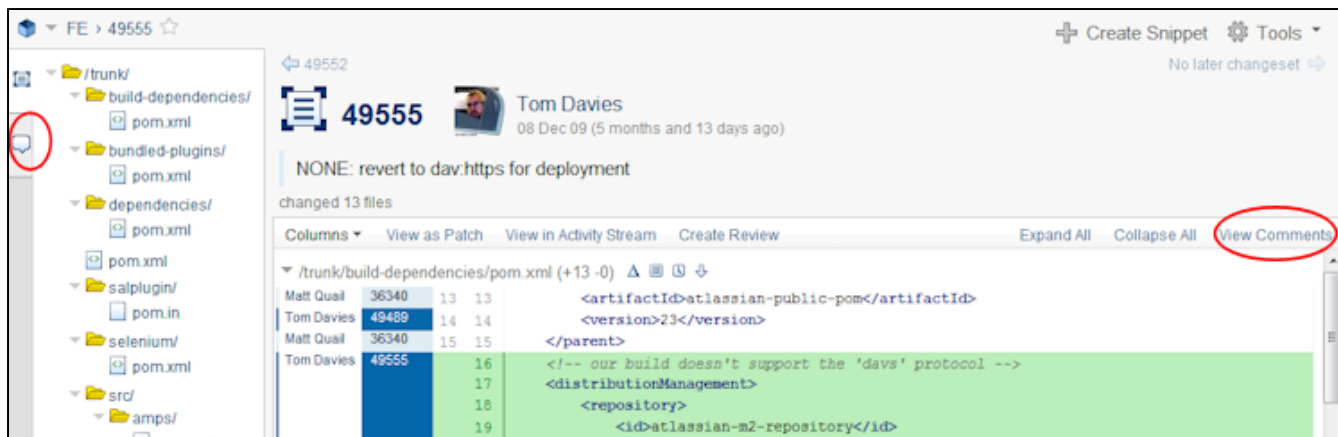 FE › 49555
Create Snippet Tools
49552
No later changeset
/trunk/
build-dependencies/
pom.xml
bundled-plugins/
pom.xml
dependencies/
pom.xml
pom.xml
salplugin/
pom.in
selenium/
pom.xml
src/
amps/
49555
Tom Davies
08 Dec 09 (5 months and 13 days ago)
NONE: revert to dav:https for deployment
changed 13 files
Columns View as Patch View in Activity Stream Create Review Expand All Collapse All View Comments
/trunk/build-dependencies/pom.xml (+13 -0)
Matt Quail 36340 13 13 <artifactId>atlassian-public-pom</artifactId>
Tom Davies 49489 14 14 <version>23</version>
Matt Quail 36340 15 15 </parent>
Tom Davies 49555 16 <!-- our build doesn't support the 'davs' protocol -->
17 <distributionManagement>
18 <repository>
19 <id>atlassian-m2-repository</id>